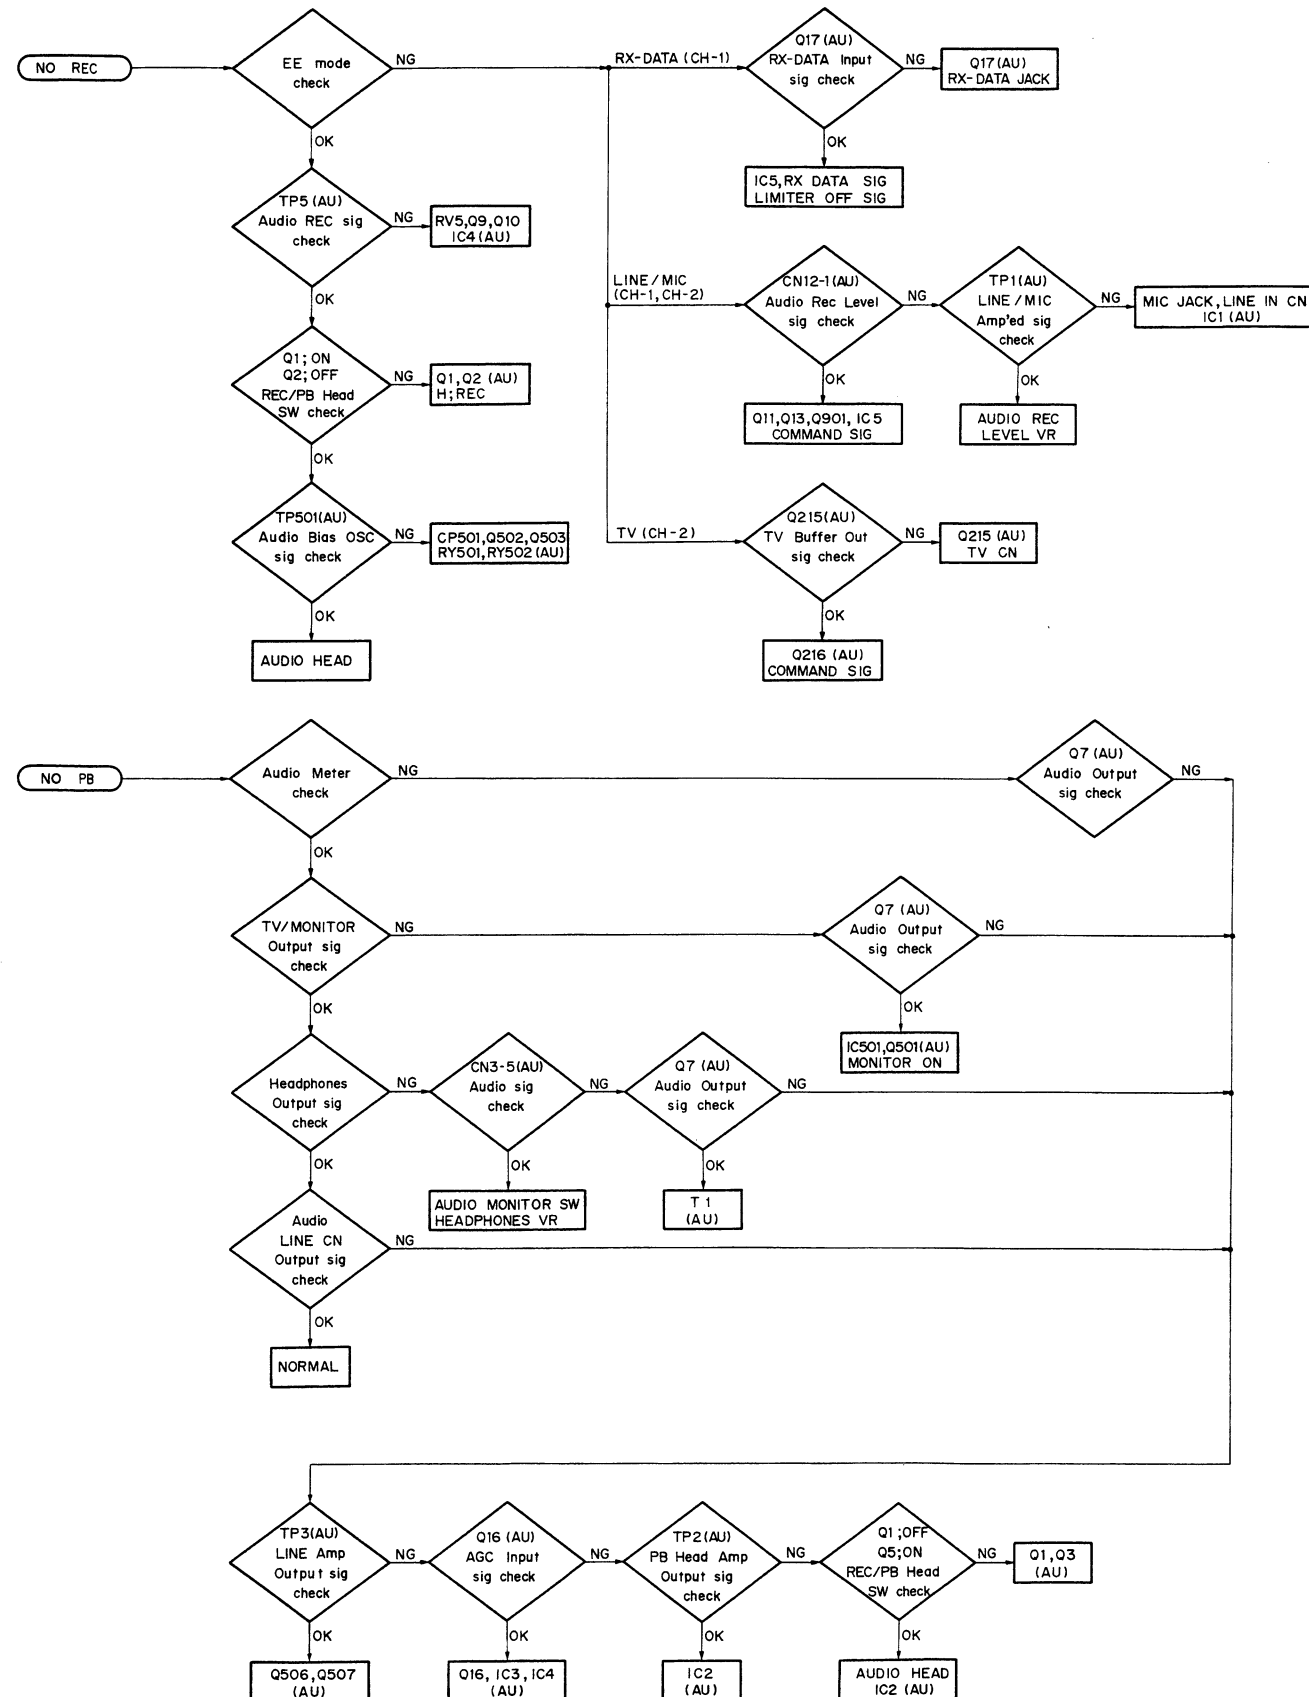 NO REC
EE mode
check
NG
OK
TP5(AU)
Audio REC sig
check
NG
RV5,Q9,Q10
IC4(AU)
OK
Q1;ON
Q2;OFF
REC/PB Head
SW check
NG
Q1,Q2 (AU)
H;REC
OK
TP501(AU)
Audio Bias OSC
sig check
NG
CP501,Q502,Q503
RY501,RY502(AU)
OK
AUDIO HEAD
RX-DATA (CH-1)
Q17(AU)
RX-DATA Input
sig check
NG
Q17(AU)
RX-DATA JACK
OK
IC5,RX DATA SIG
LIMITER OFF SIG
LINE/MIC
(CH-1,CH-2)
CN12-1(AU)
Audio Rec Level
sig check
NG
TP1(AU)
LINE/MIC
Amp'ed sig
check
NG
MIC JACK,LINE IN CN
IC1(AU)
OK
Q11,Q13,Q901,IC5
COMMAND SIG
OK
AUDIO REC
LEVEL VR
TV(CH-2)
Q215(AU)
TV Buffer Out
sig check
NG
Q215(AU)
TV CN
OK
Q216 (AU)
COMMAND SIG
NO PB
Audio Meter
check
NG
Q7(AU)
Audio Output
sig check
NG
OK
TV/MONITOR
Output sig
check
NG
Q7 (AU)
Audio Output
sig check
NG
OK
IC501,Q501(AU)
MONITOR ON
OK
Headphones
Output sig
check
NG
CN3-5(AU)
Audio sig
check
NG
Q7 (AU)
Audio Output
sig check
NG
OK
AUDIO MONITOR SW
HEADPHONES VR
OK
T1
(AU)
OK
Audio
LINE CN
Output sig
check
NG
OK
NORMAL
TP3(AU)
LINE Amp
Output sig
check
NG
Q16 (AU)
AGC Input
sig check
NG
TP2(AU)
PB Head Amp
Output sig
check
NG
Q1;OFF
Q5;ON
REC/PB Head
SW check
NG
Q1,Q3
(AU)
OK
Q506,Q507
(AU)
OK
Q16, IC3, IC4
(AU)
OK
IC2
(AU)
OK
AUDIO HEAD
IC2 (AU)